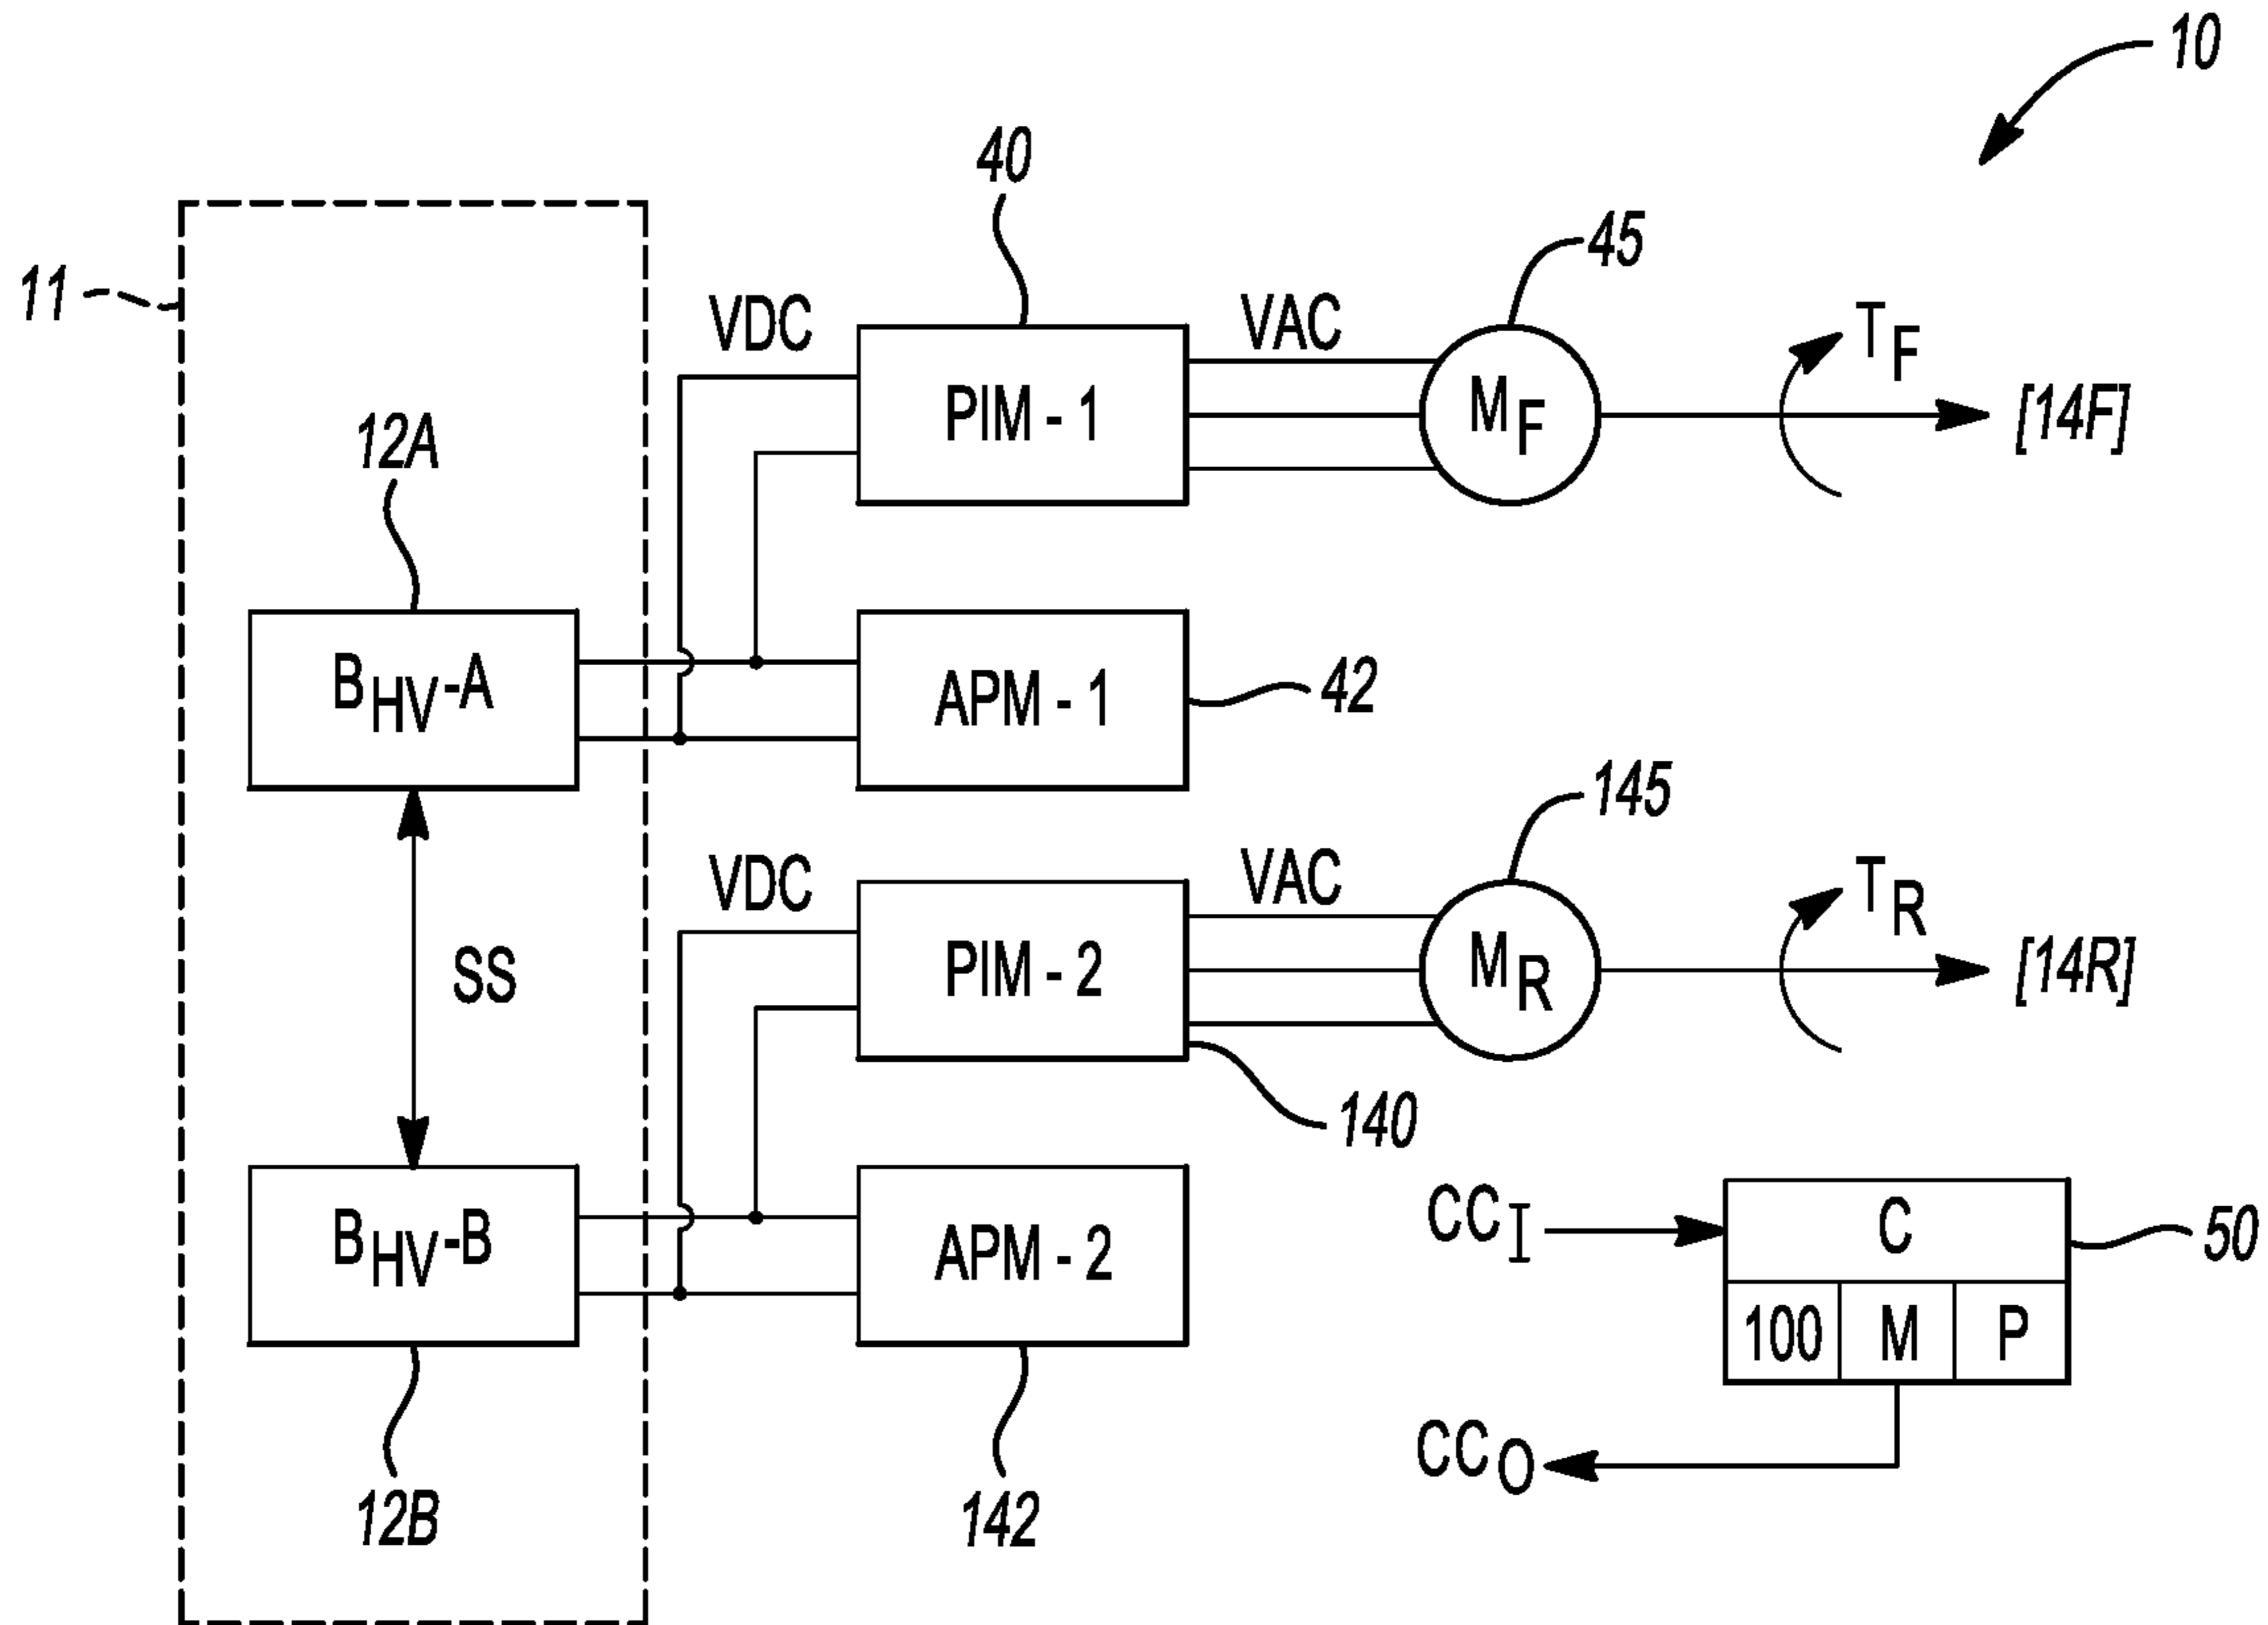 10
40
45
11
VDC
VAC
TF
12A
PIM - 1
MF
[14F]
BHV-A
APM - 1
42
145
VDC
VAC
TR
SS
PIM - 2
MR
[14R]
140
BHV-B
APM - 2
CCI
C
50
100 M P
CCO
12B
142